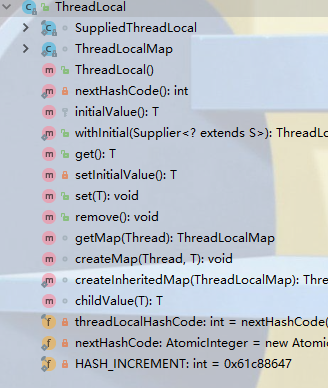 ThreadLocal
SuppliedThreadLocal
ThreadLocalMap
ThreadLocal()
nextHashCode(): int
initialValue(): T
withInitial(Supplier<? extends S>): ThreadLo
get(): T
setInitialValue(): T
set(T): void
remove(): void
getMap(Thread): ThreadLocalMap
createMap(Thread, T): void
createInheritedMap(ThreadLocalMap): Thre
childValue(T): T
threadLocalHashCode: int = nextHashCode(
nextHashCode: AtomicInteger = new Atomic
HASH_INCREMENT: int = 0x61c88647